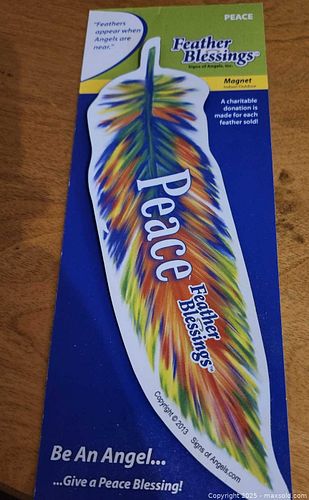 PEACE
"Feathers
appear when
Angels are
near."
Feather
Blessings™
Signs of Angels, Inc.
Magnet
Indoor/Outdoor
A charitable
donation is
made for each
feather sold!
Peace
Feather
Blessings™
Copyright © 2013 Signs of Angels.com
Be An Angel...
...Give a Peace Blessing!
Copyright © 2025 - maxsold.com